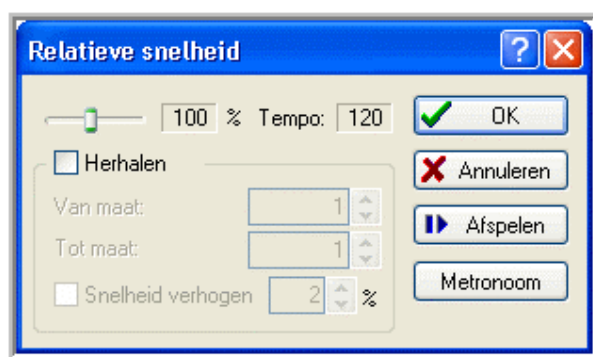 Relatieve snelheid
100 % Tempo: 120
OK
Herhalen
Annuleren
Van maat: 1
Afspelen
Tot maat: 1
Metronoom
Snelheid verhogen 2 %